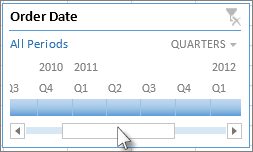 Order Date
All Periods QUARTERS
2010 2011 2012
Q3 Q4 Q1 Q2 Q3 Q4 Q1